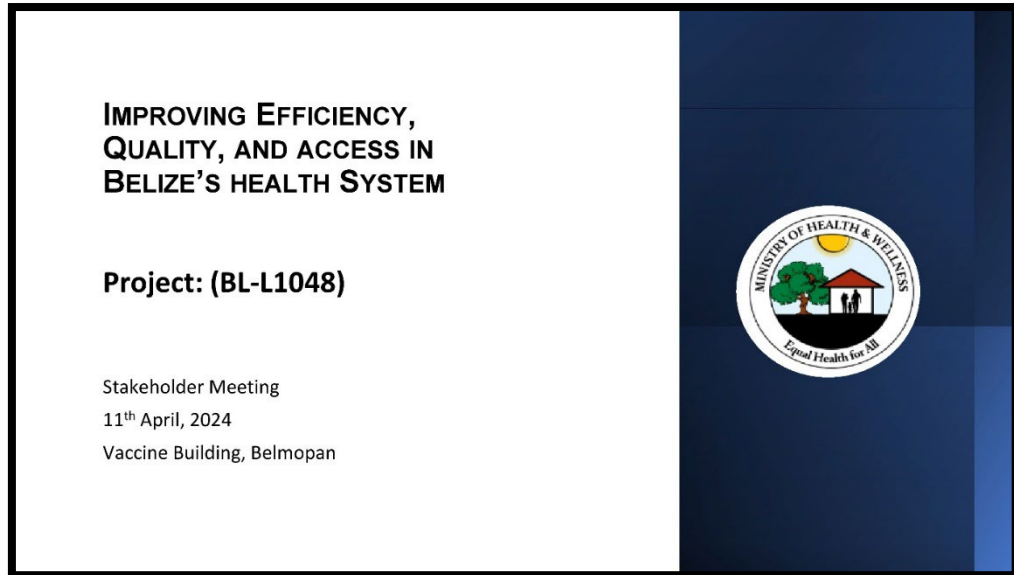 IMPROVING EFFICIENCY,
QUALITY, AND ACCESS IN
BELIZE'S HEALTH SYSTEM
Project: (BL-L1048)
Stakeholder Meeting
11th April, 2024
Vaccine Building, Belmopan
MINISTRY OF HEALTH & WELLNESS
Equal Health for All